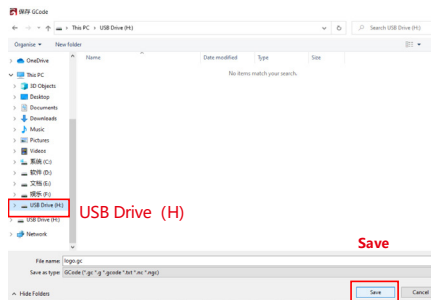 保存 GCode
This PC > USB Drive (H:)
Search USB Drive (H:)
Organise
New folder
Name
Date modified
Type
Size
No items match your search.
OneDrive
This PC
3D Objects
Desktop
Documents
Downloads
Music
Pictures
Videos
系统 (C:)
软件 (D:)
文档 (E:)
娱乐 (F:)
USB Drive (H:)
USB Drive (H)
USB Drive (H:)
Network
Save
File name: logo.gc
Save as type: GCode (*.gc *.g *.gcode *.txt *.nc *.ngc)
Hide Folders
Save
Cancel